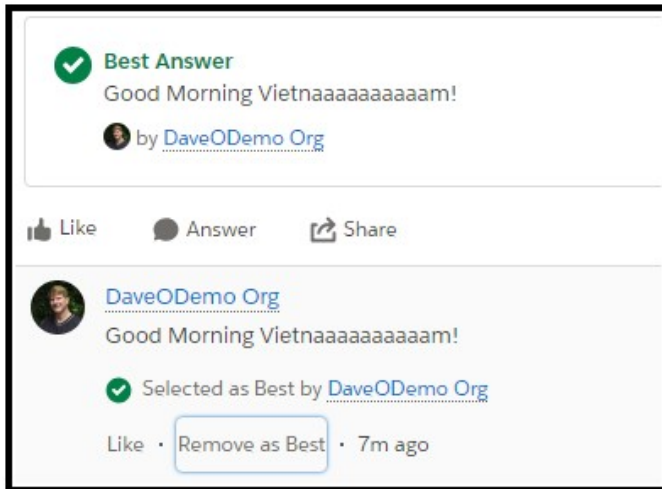 Best Answer
Good Morning Vietnaaaaaaaaaam!
by DaveODemo Org
Like Answer Share
DaveODemo Org
Good Morning Vietnaaaaaaaaaam!
Selected as Best by DaveODemo Org
Like · Remove as Best · 7m ago